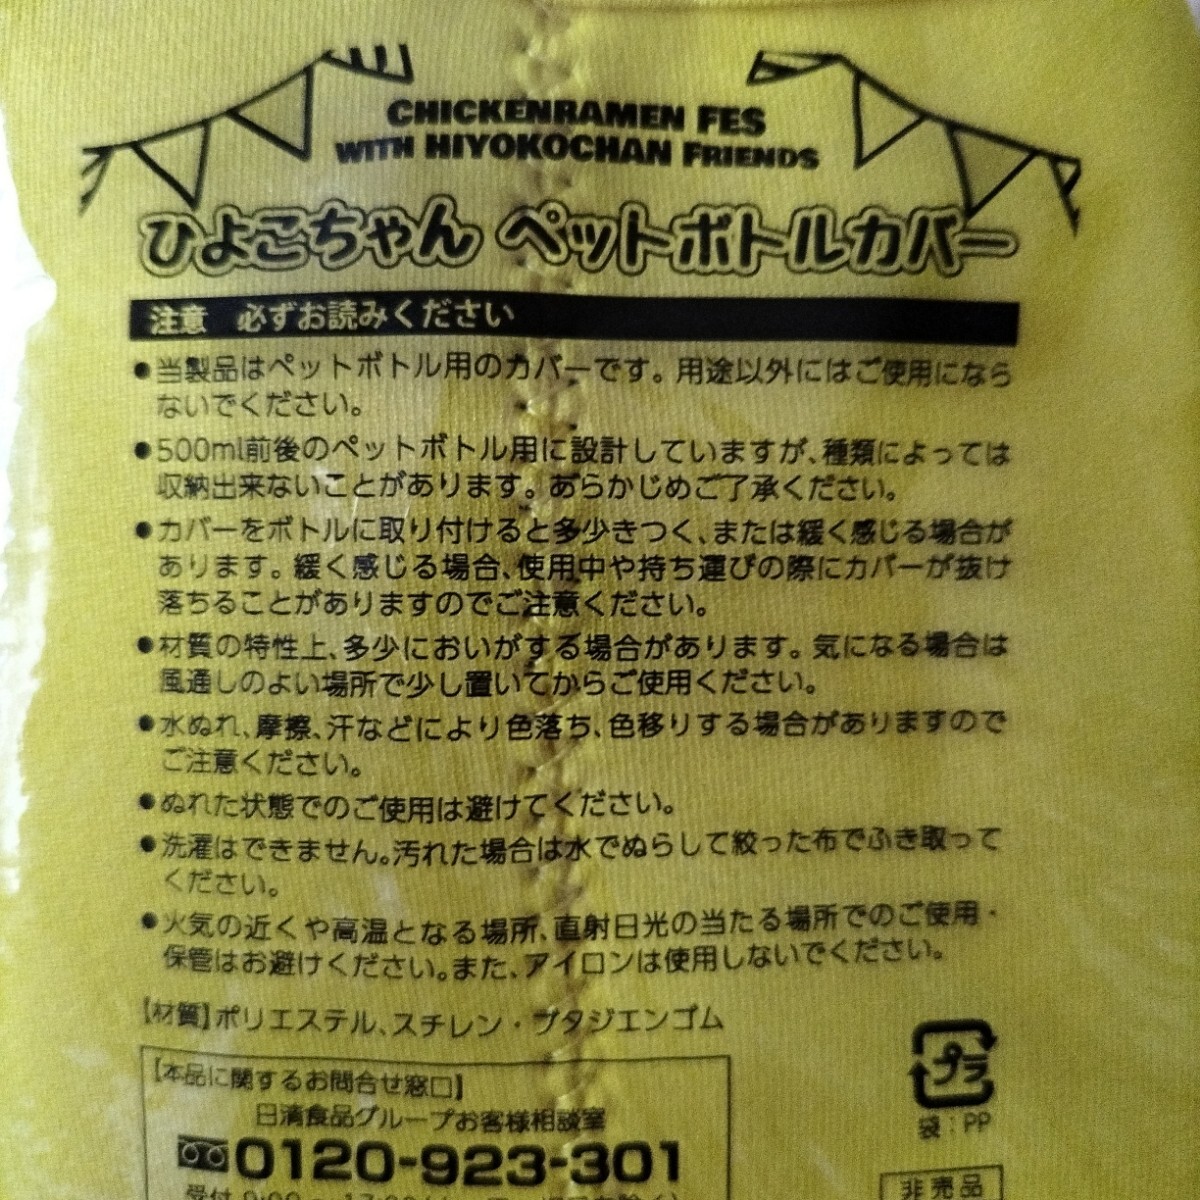 CHICKENRAMEN FES
WITH HIYOKOCHAN FRIENDS
ひよこちゃん ペットボトルカバー
注意 必ずお読みください
●当製品はペットボトル用のカバーです。用途以外にはご使用になら
ないでください。
●500ml前後のペットボトル用に設計していますが、種類によっては
収納出来ないことがあります。あらかじめご了承ください。
●カバーをボトルに取り付けると多少きつく、または緩く感じる場合が
あります。緩く感じる場合、使用中や持ち運びの際にカバーが抜け
落ちることがありますのでご注意ください。
●材質の特性上、多少においがする場合があります。気になる場合は
風通しのよい場所で少し置いてからご使用ください。
●水ぬれ、摩擦、汗などにより色落ち、色移りする場合がありますので
ご注意ください。
●ぬれた状態でのご使用は避けてください。
●洗濯はできません。汚れた場合は水でぬらして絞った布でふき取って
ください。
●火気の近くや高温となる場所、直射日光の当たる場所でのご使用・
保管はお避けください。また、アイロンは使用しないでください。
【材質】ポリエステル、スチレン・ブタジエンゴム
プラ
袋：PP
【本品に関するお問合せ窓口】
日清食品グループお客様相談室
0120-923-301
受付 9:00～17:00
非売品